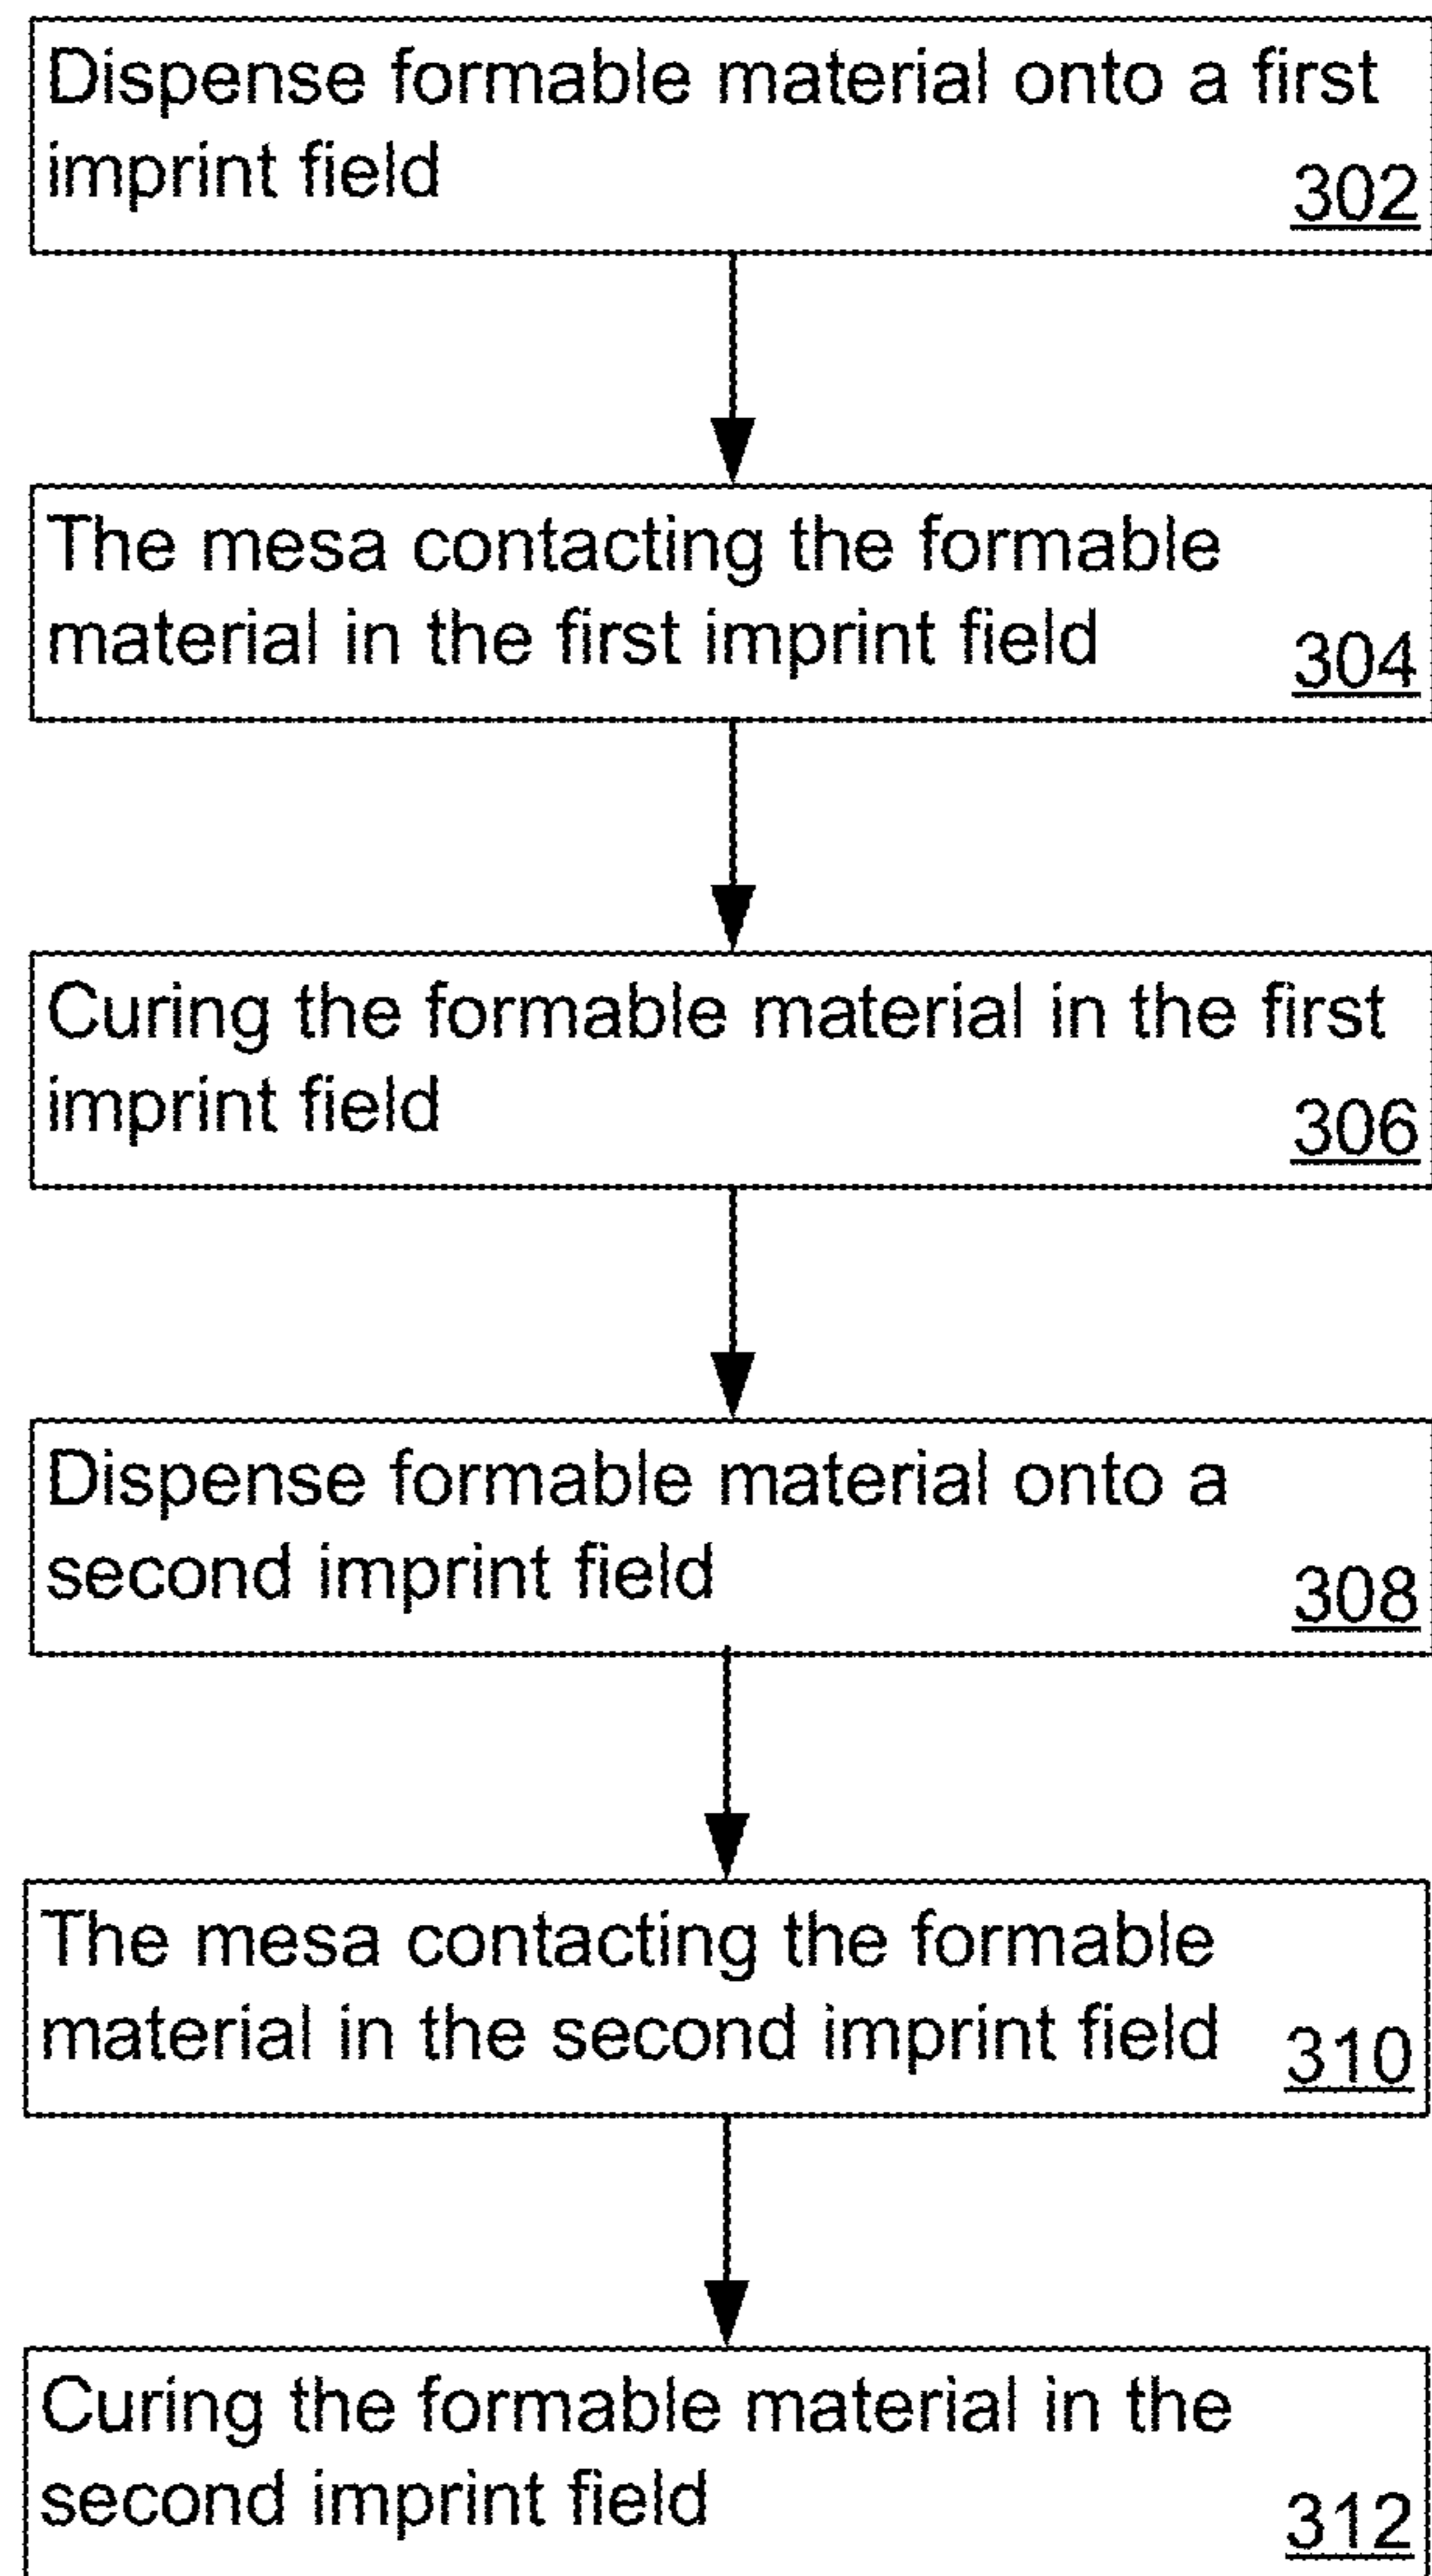 Dispense formable material onto a first
imprint field
302
The mesa contacting the formable
material in the first imprint field
304
Curing the formable material in the first
imprint field
306
Dispense formable material onto a
second imprint field
308
The mesa contacting the formable
material in the second imprint field
310
Curing the formable material in the
second imprint field
312